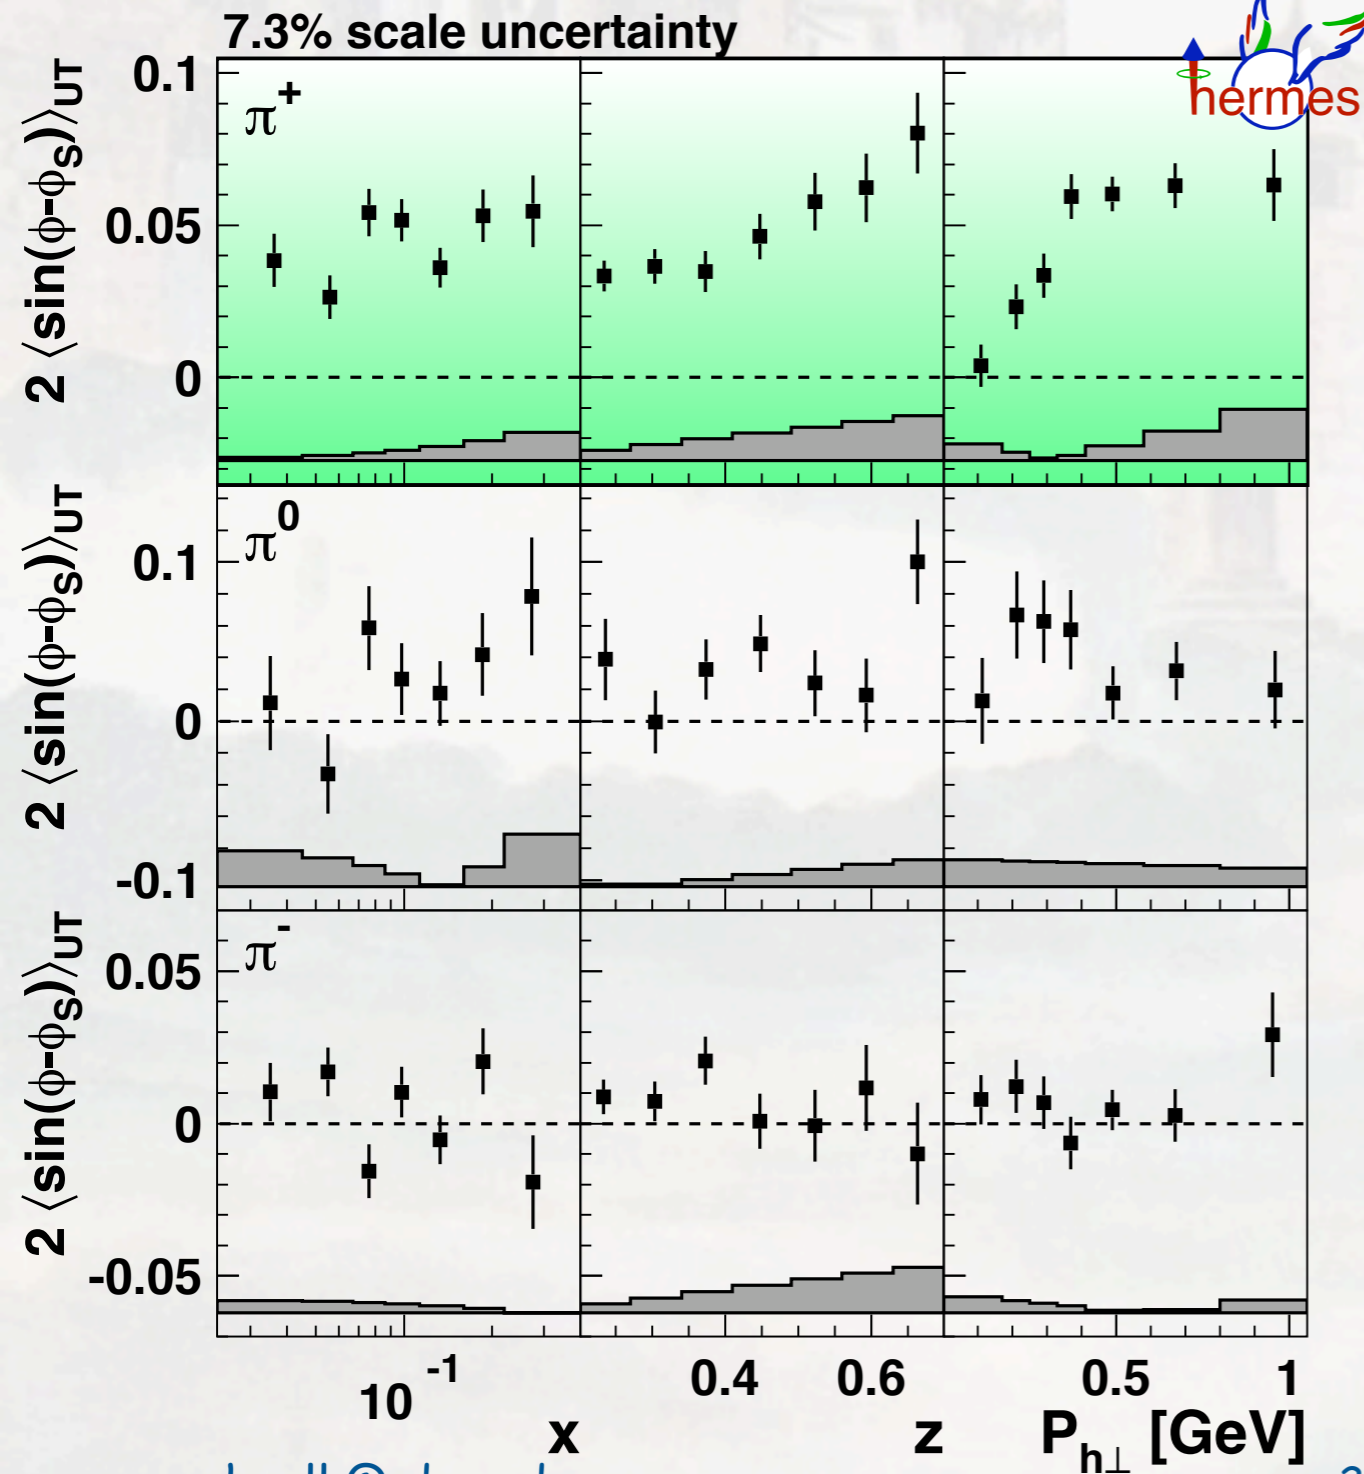 7.3% scale uncertainty
hermes
2 ⟨sin(ϕ-ϕS)⟩UT
0.1
0.05
0
π+
2 ⟨sin(ϕ-ϕS)⟩UT
0.1
0
-0.1
π0
2 ⟨sin(ϕ-ϕS)⟩UT
0.05
0
-0.05
π-
10-1
0.4 0.6
0.5 1
x
z
Ph⊥ [GeV]